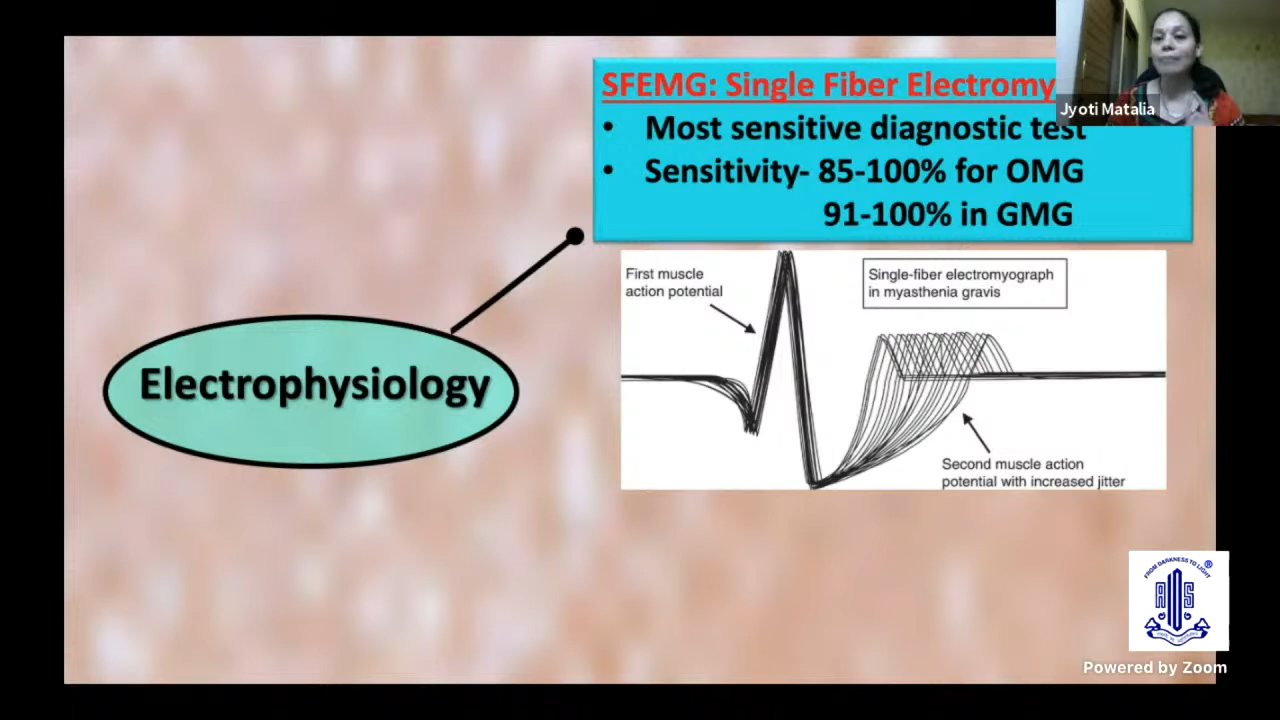 SFEMG: Single Fiber Electromy
Jyoti Matalia
• Most sensitive diagnostic test
• Sensitivity- 85-100% for OMG
91-100% in GMG
First muscle
action potential
Single-fiber electromyograph
in myasthenia gravis
Electrophysiology
Second muscle action
potential with increased jitter
FROM DARKNESS TO LIGHT
®
AIOS
Powered by Zoom